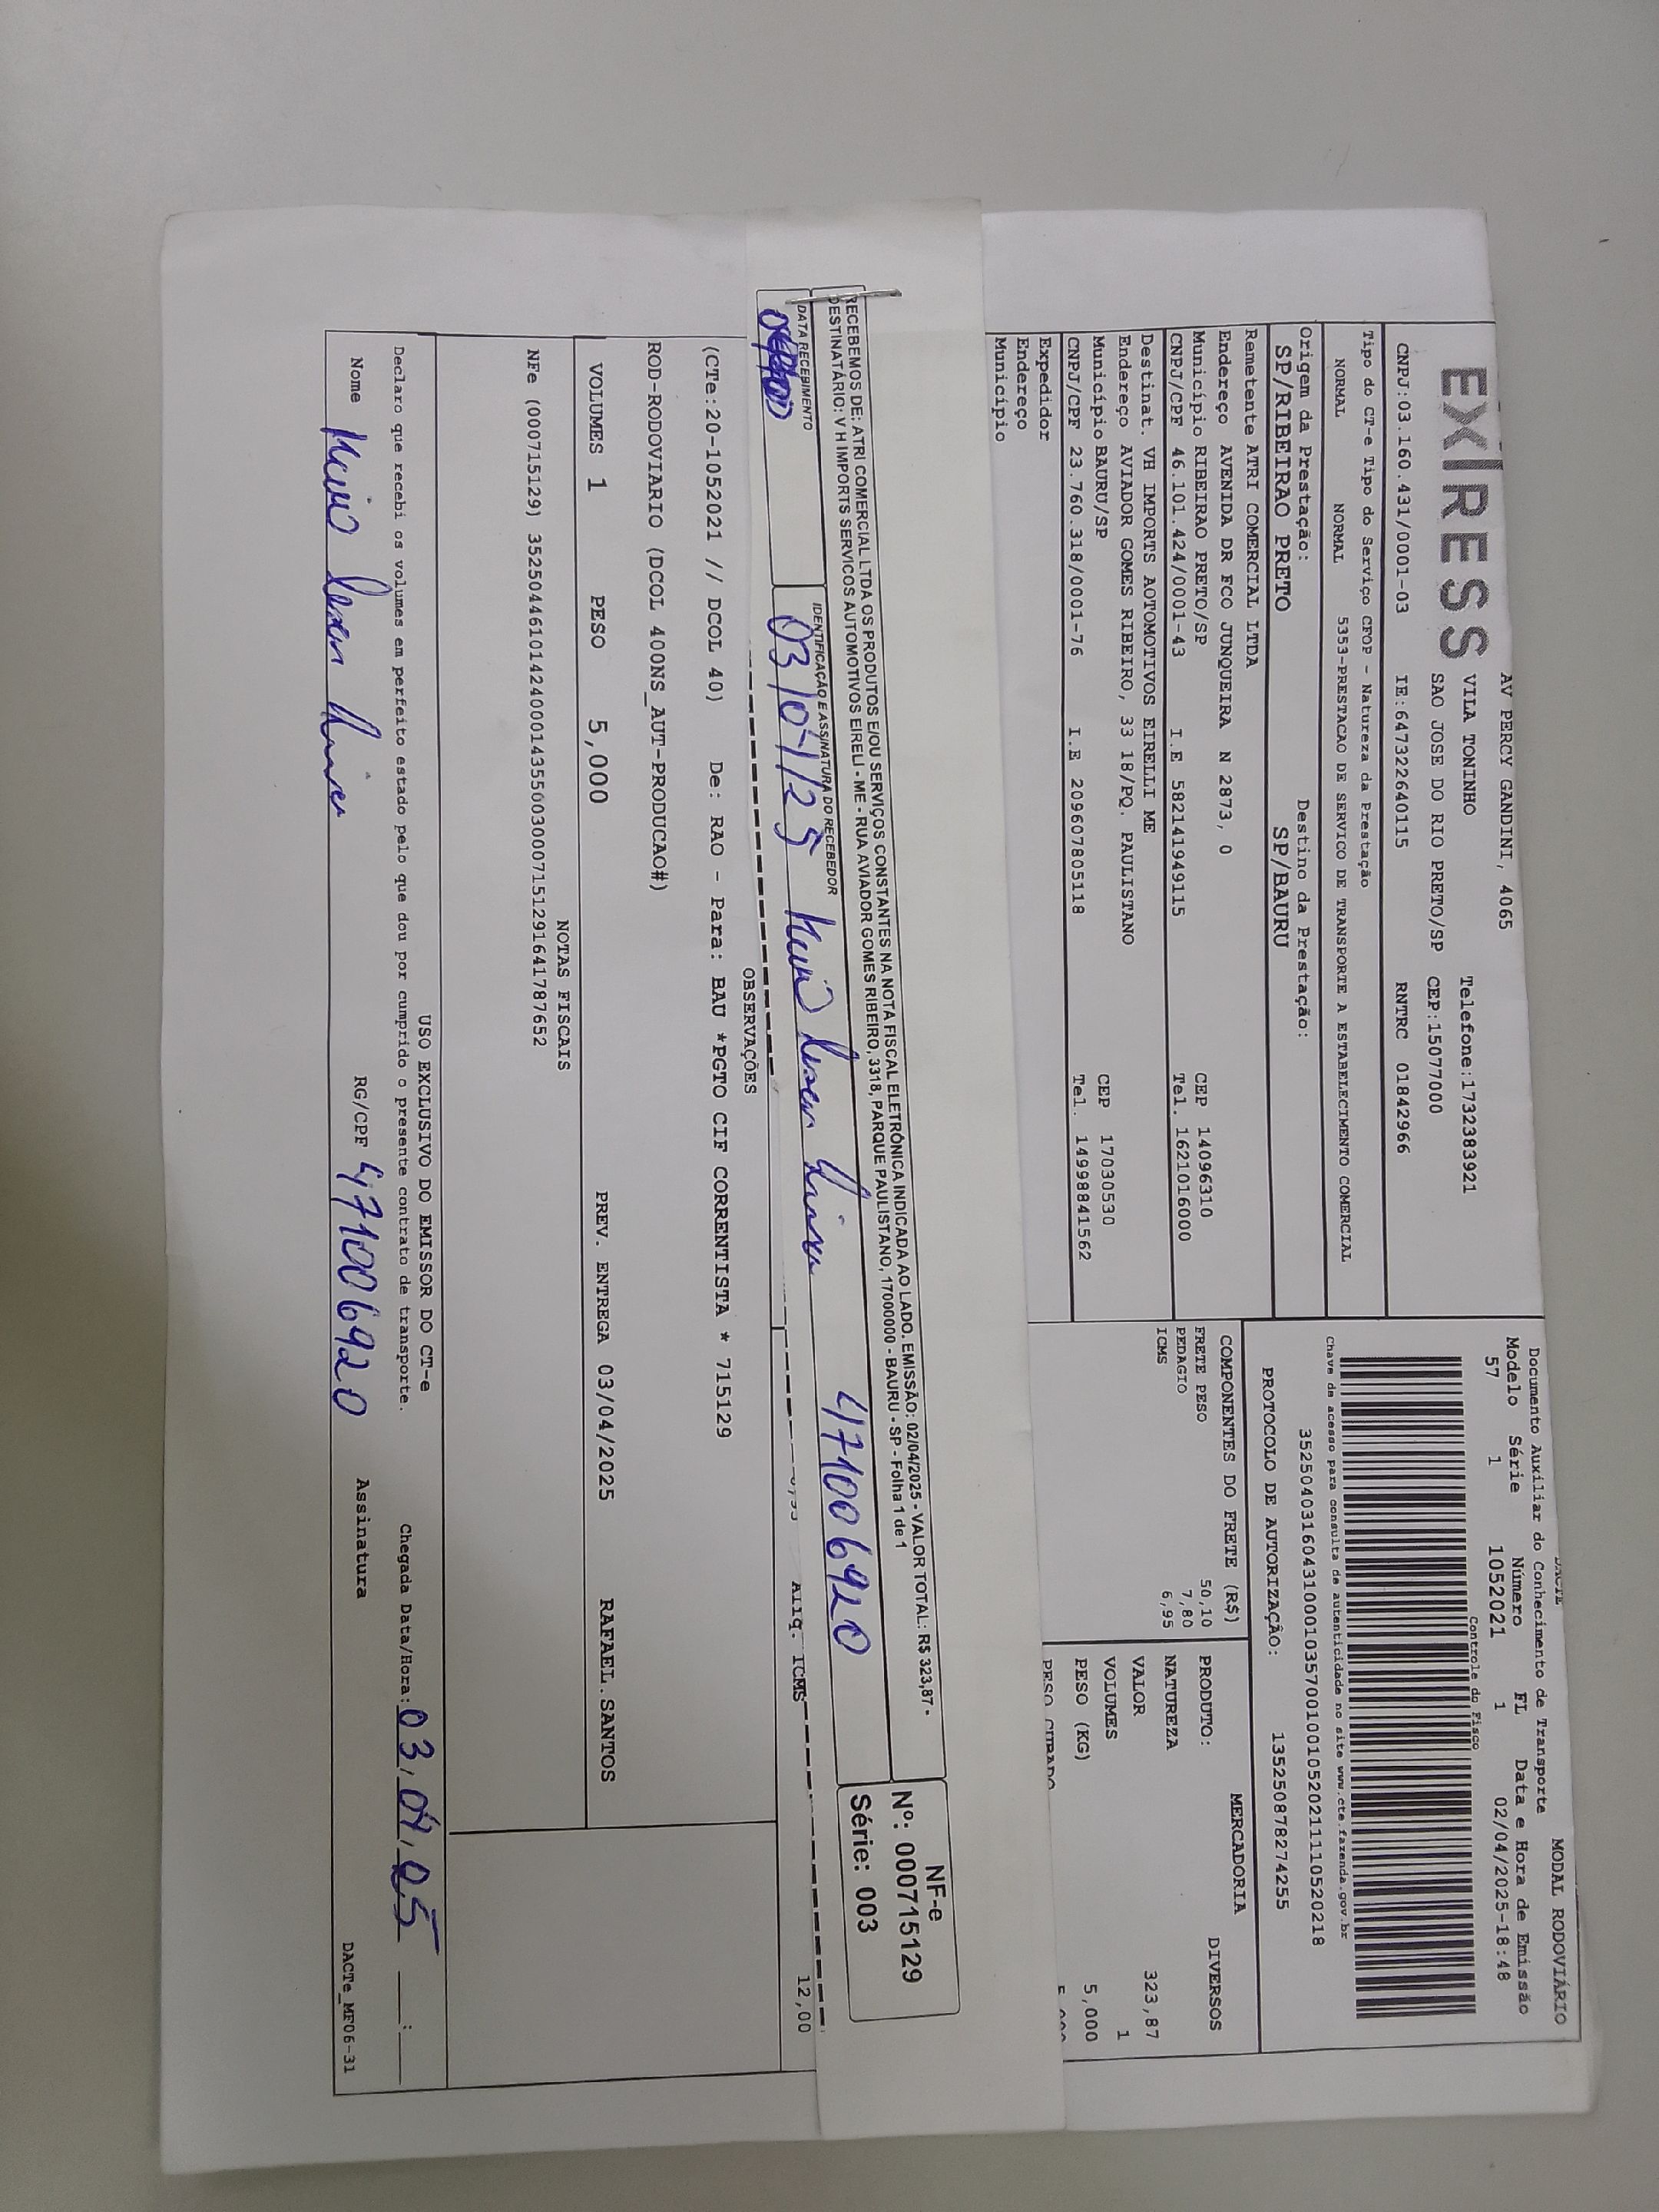 EXPRESS
AV PERCY GANDINI, 4065
VILA TONINHO
Telefone:1732383921
SAO JOSE DO RIO PRETO/SP CEP:15077000
CNPJ:03.160.431/0001-03 IE:647322640115 RNTRC 01842966
Tipo do CT-e Tipo do Serviço CFOP - Natureza da Prestação
NORMAL NORMAL 5353-PRESTACAO DE SERVICO DE TRANSPORTE A ESTABELECIMENTO COMERCIAL
Origem da Prestação: Destino da Prestação:
SP/RIBEIRAO PRETO SP/BAURU
Remetente ATRI COMERCIAL LTDA
Endereço AVENIDA DR FCO JUNQUEIRA N 2873, 0
Município RIBEIRAO PRETO/SP CEP 14096310
CNPJ/CPF 46.101.424/0001-43 I.E 582141949115 Tel. 1621016000
Destinat. VH IMPORTS AOTOMOTIVOS EIRELLI ME
Endereço AVIADOR GOMES RIBEIRO, 33 18/PQ. PAULISTANO
Município BAURU/SP CEP 17030530
CNPJ/CPF 23.760.318/0001-76 I.E 209607805118 Tel. 14998841562
Expedidor
Endereço
Município
DACTE MODAL RODOVIÁRIO
Documento Auxiliar do Conhecimento de Transporte
Modelo Série Número FL Data e Hora de Emissão
57 1 1052021 1 02/04/2025-18:48
Controle do Fisco
Chave de acesso para consulta de autenticidade no site www.cte.fazenda.gov.br
35250403160431000103570010010520211110520218
PROTOCOLO DE AUTORIZAÇÃO: 135250878274255
COMPONENTES DO FRETE (R$)
FRETE PESO 50,10
PEDAGIO 7,80
ICMS 6,95
MERCADORIA
PRODUTO: DIVERSOS
NATUREZA
VALOR 323,87
VOLUMES 1
PESO (KG) 5,000
PESO CUBADO 5,000
RECEBEMOS DE: ATRI COMERCIAL LTDA OS PRODUTOS E/OU SERVIÇOS CONSTANTES NA NOTA FISCAL ELETRÔNICA INDICADA AO LADO. EMISSÃO: 02/04/2025 - VALOR TOTAL: R$ 323,87 -
DESTINATÁRIO: V H IMPORTS SERVICOS AUTOMOTIVOS EIRELI - ME - RUA AVIADOR GOMES RIBEIRO, 3318, PARQUE PAULISTANO, 17000000 - BAURU - SP - Folha 1 de 1
DATA RECEBIMENTO IDENTIFICAÇÃO E ASSINATURA DO RECEBEDOR
03/04/25 471006920
NF-e
Nº: 000715129
Série: 003
Aliq. ICMS 12,00
OBSERVAÇÕES
(CTe:20-1052021 // DCOL 40) De: RAO - Para: BAU *PGTO CIF CORRENTISTA * 715129
ROD-RODOVIARIO (DCOL 400NS_AUT-PRODUCAO#)
VOLUMES 1 PESO 5,000 PREV. ENTREGA 03/04/2025 RAFAEL.SANTOS
NOTAS FISCAIS
NFe (000715129) 35250446101424000143550030007151291641787652
USO EXCLUSIVO DO EMISSOR DO CT-e
Declaro que recebi os volumes em perfeito estado pelo que dou por cumprido o presente contrato de transporte. Chegada Data/Hora: 03,04,25 __:__
Nome RG/CPF 471006920 Assinatura
DACTe_MF06-31